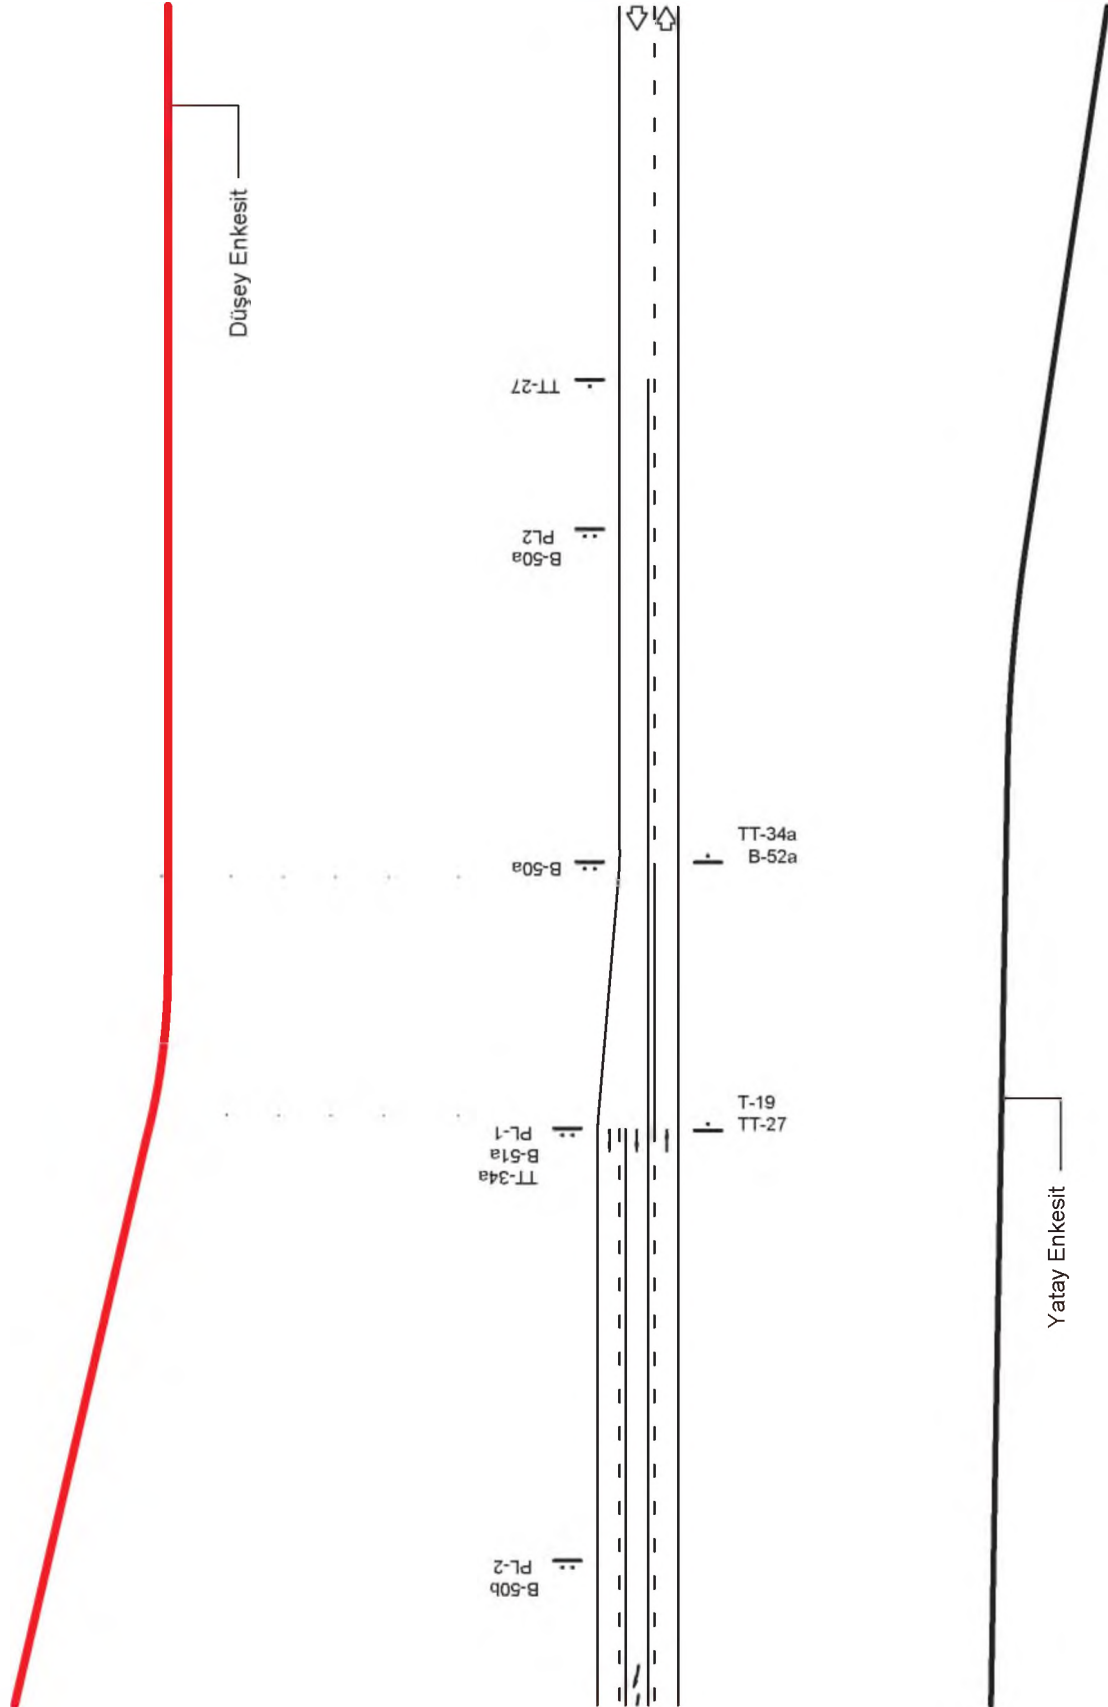 Düşey Enkesit
TT-27
PL2
B-50a
TT-34a
B-52a
B-50a
T-19
TT-27
PL-1
B-51a
TT-34a
Yatay Enkesit
PL-2
B-50b